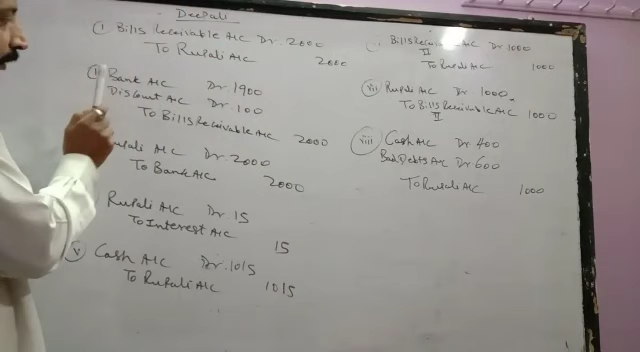 Deepali
(i Bills Receivable A/C Dr. 2000
To Rupali A/C 2000
Bank A/C Dr. 1900
Discount A/C Dr. 100
To Bills Receivable A/C 2000
Rupali A/C Dr. 2000
To Bank A/C 2000
Rupali A/C Dr. 15
To Interest A/C
15
(v) Cash A/C Dr. 1015
To Rupali A/C 1015
Bills A/C Dr 1000
II
To Rupali A/C 1000
(vii) Rupali A/C Dr 1000
To Bills Receivable A/C 1000
II
(viii) Cash A/C Dr 400
Bad Debts A/C Dr 600
To Rupali A/C 1000